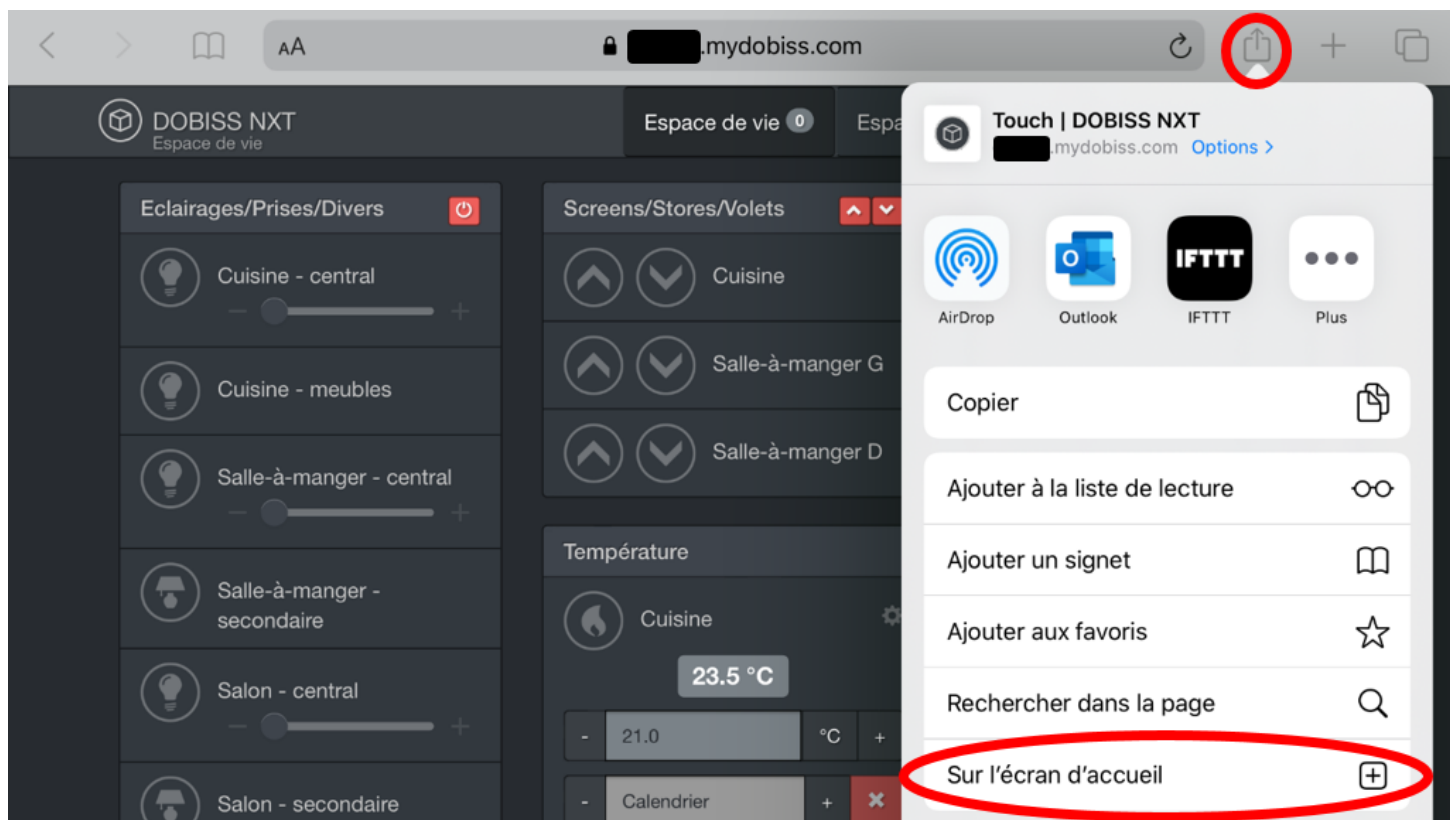 AA
.mydobiss.com
DOBISS NXT
Espace de vie
Espace de vie 0
Espa
Eclairages/Prises/Divers
Cuisine - central
- +
Cuisine - meubles
Salle-à-manger - central
- +
Salle-à-manger -
secondaire
Salon - central
- +
Salon - secondaire
Screens/Stores/Volets
Cuisine
Salle-à-manger G
Salle-à-manger D
Température
Cuisine
23.5 °C
- 21.0 °C +
- Calendrier +
Touch | DOBISS NXT
.mydobiss.com Options >
IFTTT
AirDrop Outlook IFTTT Plus
Copier
Ajouter à la liste de lecture
Ajouter un signet
Ajouter aux favoris
Rechercher dans la page
Sur l’écran d’accueil